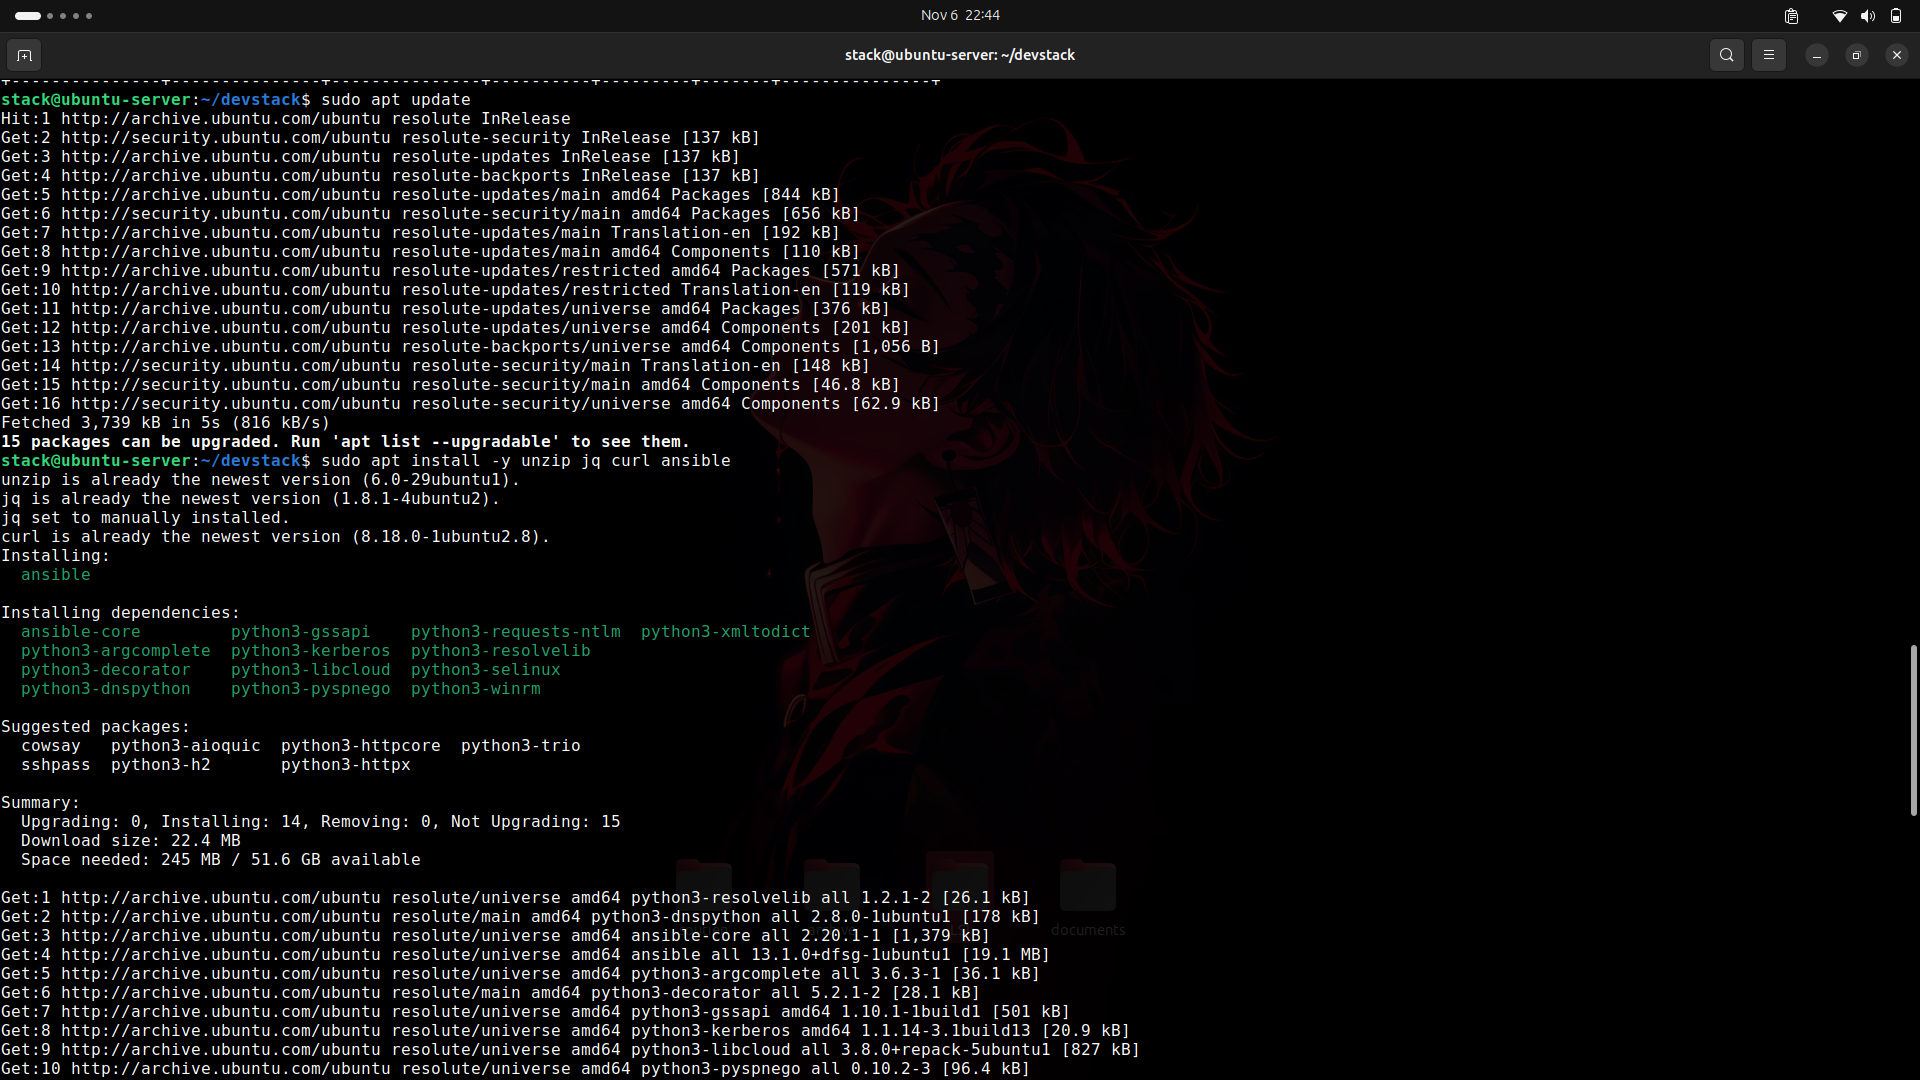 Nov 6 22:44
stack@ubuntu-server: ~/devstack
+---------------+---------------+---------------+----------+---------+-------+---------------+
stack@ubuntu-server:~/devstack$ sudo apt update
Hit:1 http://archive.ubuntu.com/ubuntu resolute InRelease
Get:2 http://security.ubuntu.com/ubuntu resolute-security InRelease [137 kB]
Get:3 http://archive.ubuntu.com/ubuntu resolute-updates InRelease [137 kB]
Get:4 http://archive.ubuntu.com/ubuntu resolute-backports InRelease [137 kB]
Get:5 http://archive.ubuntu.com/ubuntu resolute-updates/main amd64 Packages [844 kB]
Get:6 http://security.ubuntu.com/ubuntu resolute-security/main amd64 Packages [656 kB]
Get:7 http://archive.ubuntu.com/ubuntu resolute-updates/main Translation-en [192 kB]
Get:8 http://archive.ubuntu.com/ubuntu resolute-updates/main amd64 Components [110 kB]
Get:9 http://archive.ubuntu.com/ubuntu resolute-updates/restricted amd64 Packages [571 kB]
Get:10 http://archive.ubuntu.com/ubuntu resolute-updates/restricted Translation-en [119 kB]
Get:11 http://archive.ubuntu.com/ubuntu resolute-updates/universe amd64 Packages [376 kB]
Get:12 http://archive.ubuntu.com/ubuntu resolute-updates/universe amd64 Components [201 kB]
Get:13 http://archive.ubuntu.com/ubuntu resolute-backports/universe amd64 Components [1,056 B]
Get:14 http://security.ubuntu.com/ubuntu resolute-security/main Translation-en [148 kB]
Get:15 http://security.ubuntu.com/ubuntu resolute-security/main amd64 Components [46.8 kB]
Get:16 http://security.ubuntu.com/ubuntu resolute-security/universe amd64 Components [62.9 kB]
Fetched 3,739 kB in 5s (816 kB/s)
15 packages can be upgraded. Run 'apt list --upgradable' to see them.
stack@ubuntu-server:~/devstack$ sudo apt install -y unzip jq curl ansible
unzip is already the newest version (6.0-29ubuntu1).
jq is already the newest version (1.8.1-4ubuntu2).
jq set to manually installed.
curl is already the newest version (8.18.0-1ubuntu2.8).
Installing:
  ansible
Installing dependencies:
  ansible-core         python3-gssapi    python3-requests-ntlm  python3-xmltodict
  python3-argcomplete  python3-kerberos  python3-resolvelib
  python3-decorator    python3-libcloud  python3-selinux
  python3-dnspython    python3-pyspnego  python3-winrm
Suggested packages:
  cowsay   python3-aioquic  python3-httpcore  python3-trio
  sshpass  python3-h2       python3-httpx
Summary:
  Upgrading: 0, Installing: 14, Removing: 0, Not Upgrading: 15
  Download size: 22.4 MB
  Space needed: 245 MB / 51.6 GB available
Get:1 http://archive.ubuntu.com/ubuntu resolute/universe amd64 python3-resolvelib all 1.2.1-2 [26.1 kB]
Get:2 http://archive.ubuntu.com/ubuntu resolute/main amd64 python3-dnspython all 2.8.0-1ubuntu1 [178 kB]
Get:3 http://archive.ubuntu.com/ubuntu resolute/universe amd64 ansible-core all 2.20.1-1 [1,379 kB]
documents
Get:4 http://archive.ubuntu.com/ubuntu resolute/universe amd64 ansible all 13.1.0+dfsg-1ubuntu1 [19.1 MB]
Get:5 http://archive.ubuntu.com/ubuntu resolute/universe amd64 python3-argcomplete all 3.6.3-1 [36.1 kB]
Get:6 http://archive.ubuntu.com/ubuntu resolute/main amd64 python3-decorator all 5.2.1-2 [28.1 kB]
Get:7 http://archive.ubuntu.com/ubuntu resolute/universe amd64 python3-gssapi amd64 1.10.1-1build1 [501 kB]
Get:8 http://archive.ubuntu.com/ubuntu resolute/universe amd64 python3-kerberos amd64 1.1.14-3.1build13 [20.9 kB]
Get:9 http://archive.ubuntu.com/ubuntu resolute/universe amd64 python3-libcloud all 3.8.0+repack-5ubuntu1 [827 kB]
Get:10 http://archive.ubuntu.com/ubuntu resolute/universe amd64 python3-pyspnego all 0.10.2-3 [96.4 kB]